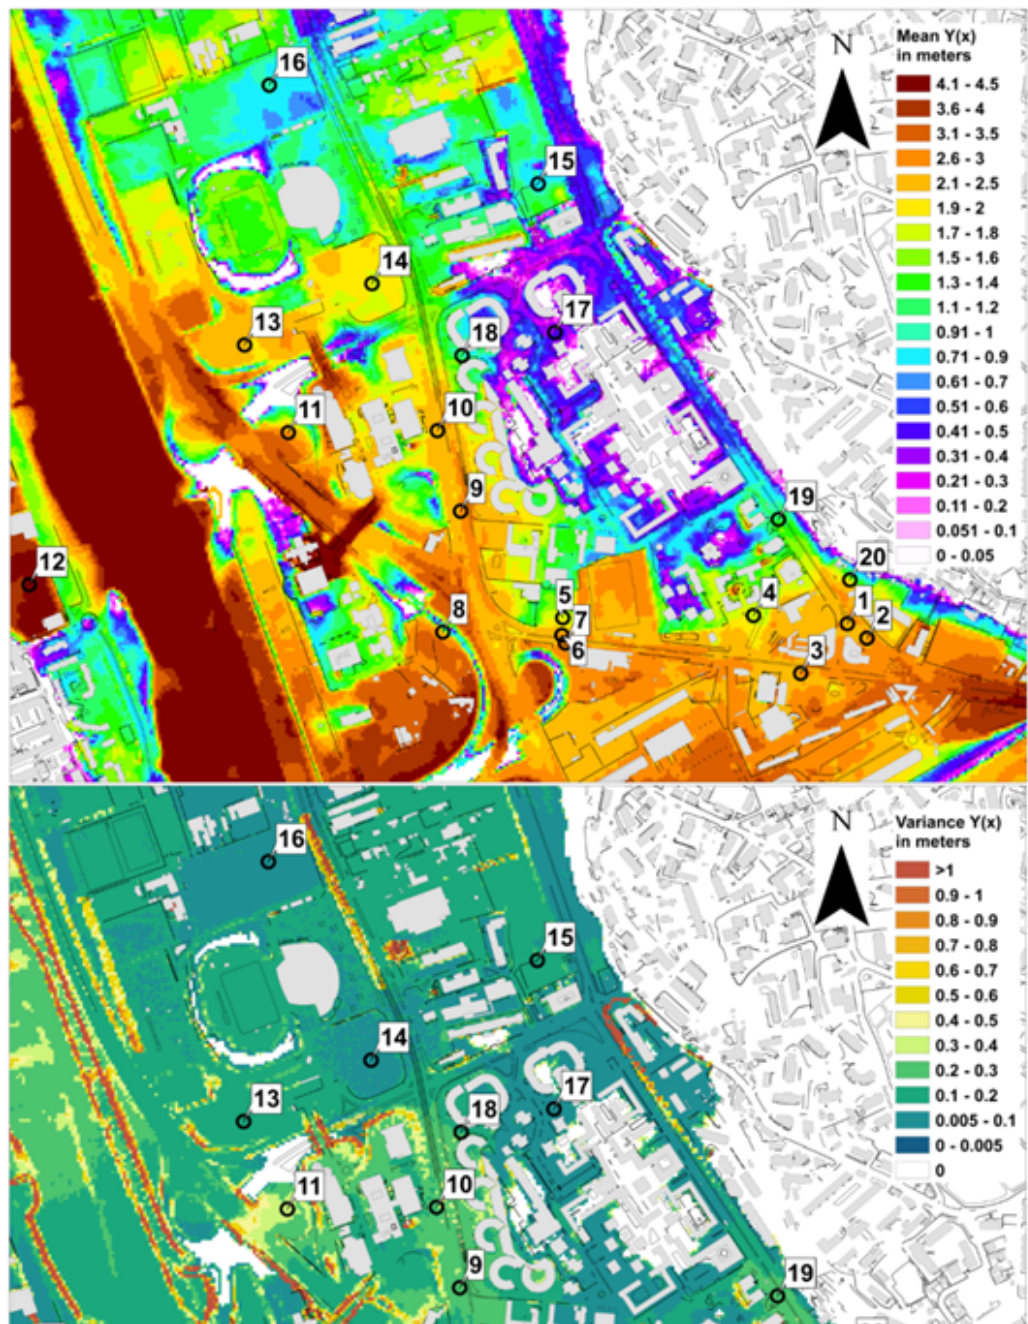 Mean Y(x)
in meters
N
4.1 - 4.5
3.6 - 4
3.1 - 3.5
2.6 - 3
2.1 - 2.5
1.9 - 2
1.7 - 1.8
1.5 - 1.6
1.3 - 1.4
1.1 - 1.2
0.91 - 1
0.71 - 0.9
0.61 - 0.7
0.51 - 0.6
0.41 - 0.5
0.31 - 0.4
0.21 - 0.3
0.11 - 0.2
0.051 - 0.1
0 - 0.05
16
15
14
17
13
18
11
10
9
19
12
20
5
4
1
8
7
2
6
3
Variance Y(x)
in meters
N
>1
0.9 - 1
0.8 - 0.9
0.7 - 0.8
0.6 - 0.7
0.5 - 0.6
0.4 - 0.5
0.3 - 0.4
0.2 - 0.3
0.1 - 0.2
0.005 - 0.1
0 - 0.005
0
16
15
14
17
13
18
11
10
9
19